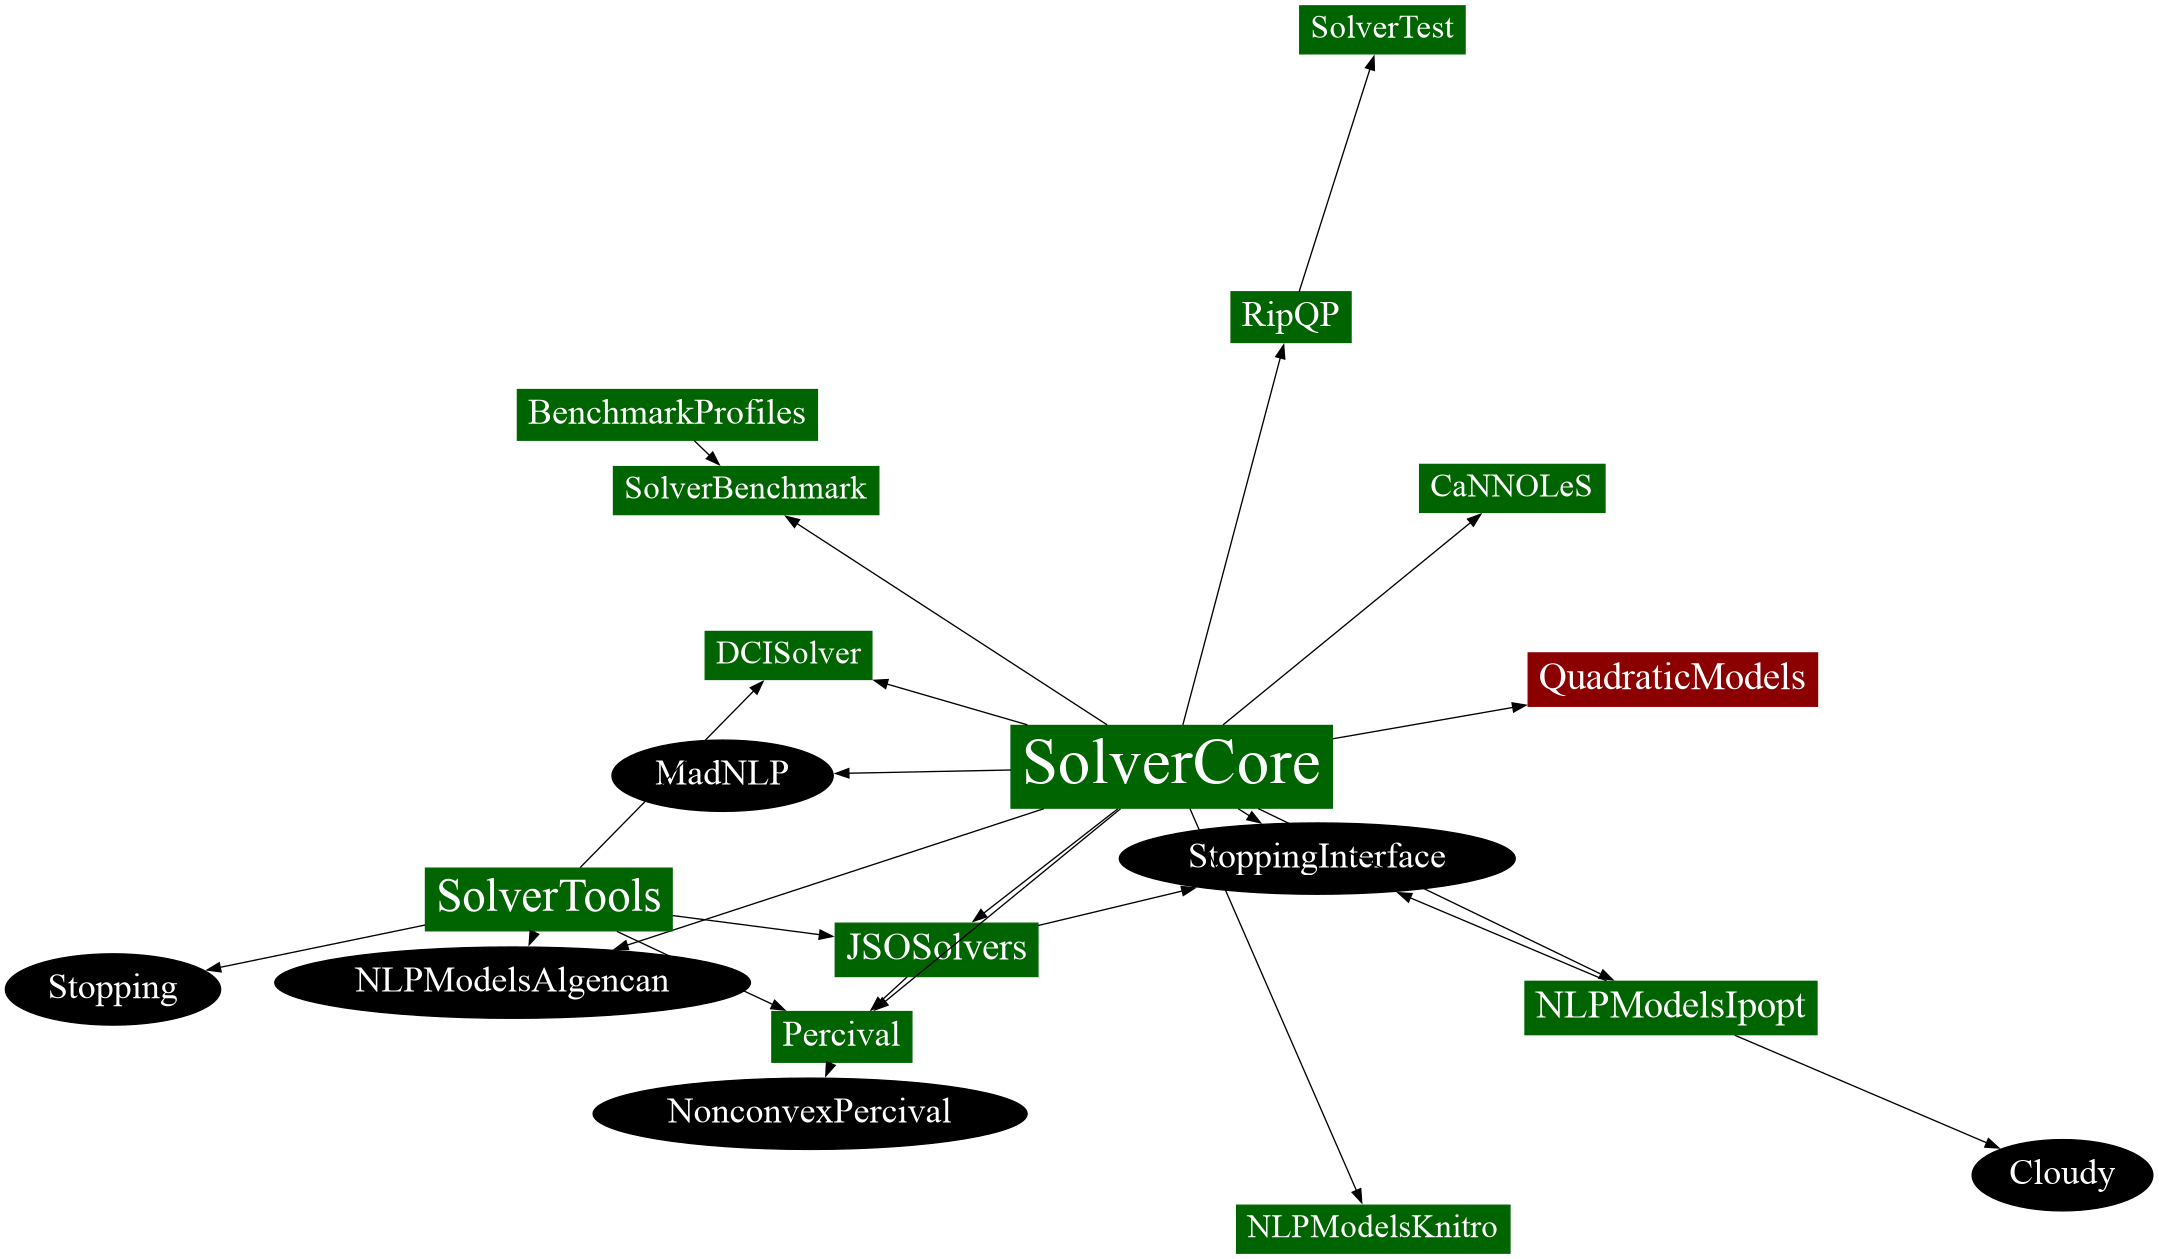 SolverTest
RipQP
BenchmarkProfiles
SolverBenchmark
CaNNOLeS
DCISolver
QuadraticModels
SolverCore
MadNLP
StoppingInterface
SolverTools
JSOSolvers
NLPModelsAlgencan
Stopping
NLPModelsIpopt
Percival
NonconvexPercival
Cloudy
NLPModelsKnitro